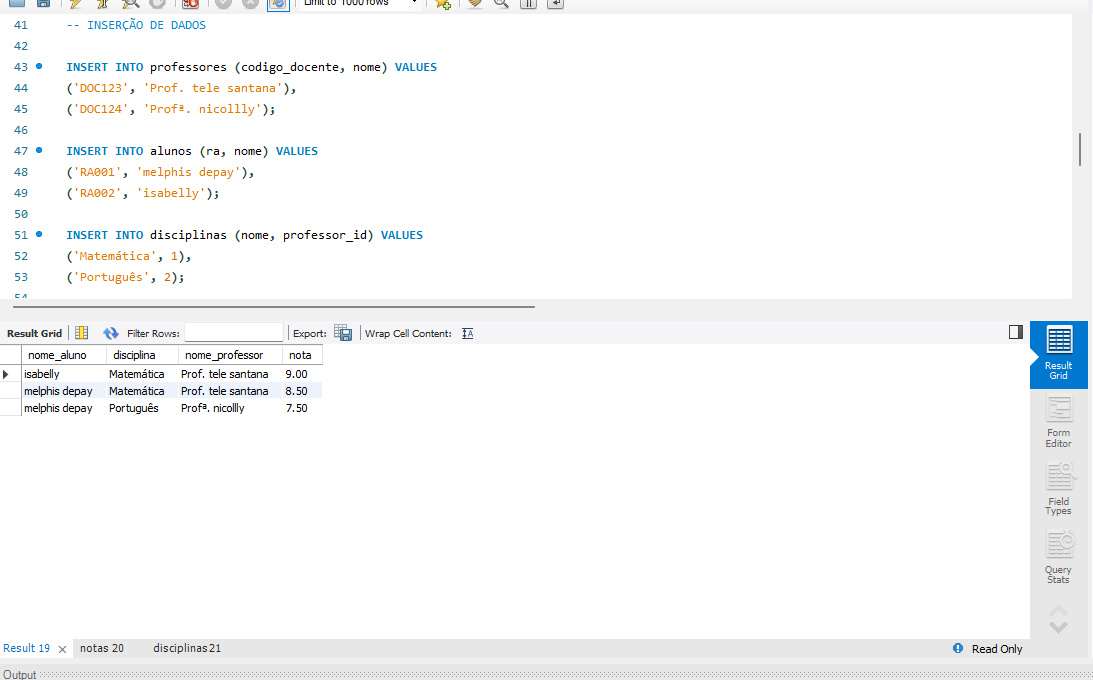 Limit to 1000 rows
41 -- INSERÇÃO DE DADOS
42
43 INSERT INTO professores (codigo_docente, nome) VALUES
44 ('DOC123', 'Prof. tele santana'),
45 ('DOC124', 'Profª. nicollly');
46
47 INSERT INTO alunos (ra, nome) VALUES
48 ('RA001', 'melphis depay'),
49 ('RA002', 'isabelly');
50
51 INSERT INTO disciplinas (nome, professor_id) VALUES
52 ('Matemática', 1),
53 ('Português', 2);
54
Result Grid Filter Rows: Export: Wrap Cell Content: IA
nome_aluno disciplina nome_professor nota
isabelly Matemática Prof. tele santana 9.00
melphis depay Matemática Prof. tele santana 8.50
melphis depay Português Profª. nicollly 7.50
Result
Grid
Form
Editor
Field
Types
Query
Stats
Result 19 notas 20 disciplinas21 Read Only
Output